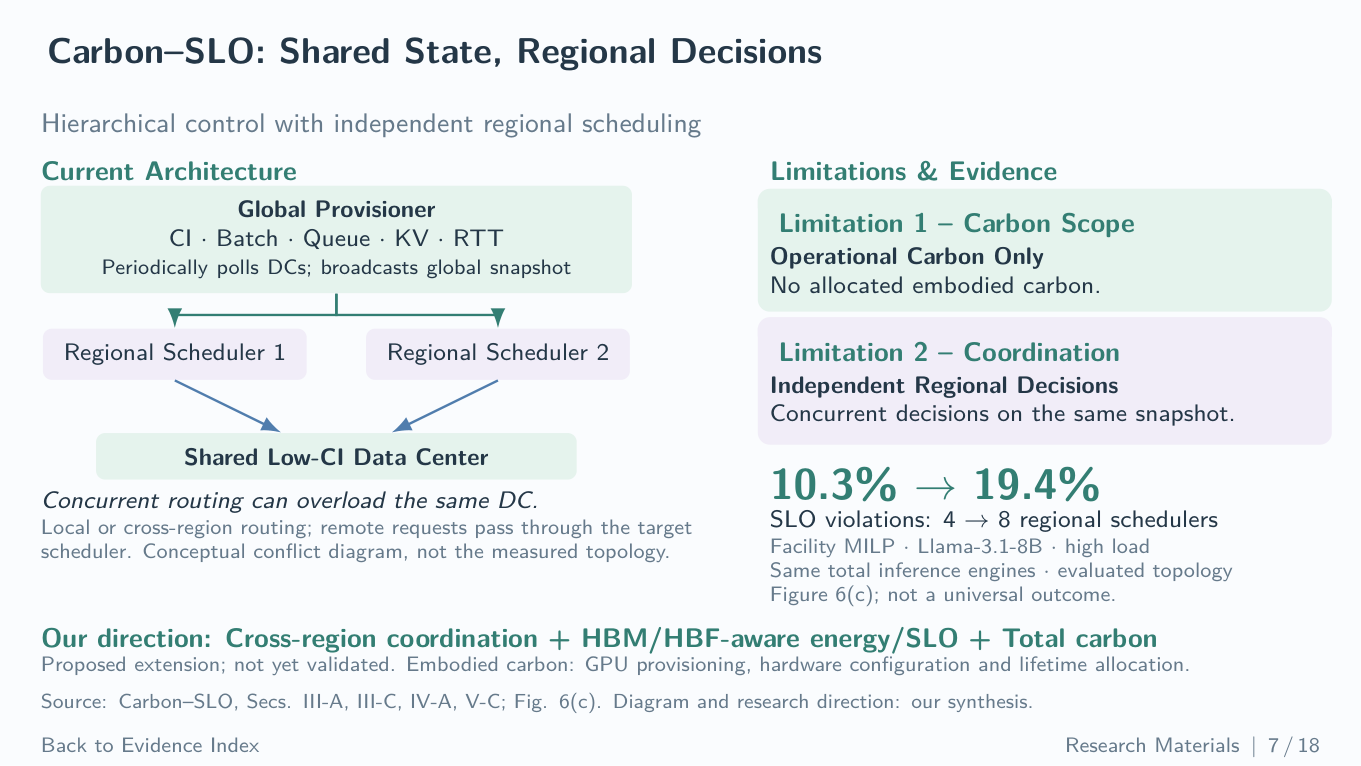 Carbon–SLO: Shared State, Regional Decisions
Hierarchical control with independent regional scheduling
Current Architecture
Global Provisioner
CI · Batch · Queue · KV · RTT
Periodically polls DCs; broadcasts global snapshot
Regional Scheduler 1
Regional Scheduler 2
Shared Low-CI Data Center
Concurrent routing can overload the same DC.
Local or cross-region routing; remote requests pass through the target
scheduler. Conceptual conflict diagram, not the measured topology.
Limitations & Evidence
Limitation 1 – Carbon Scope
Operational Carbon Only
No allocated embodied carbon.
Limitation 2 – Coordination
Independent Regional Decisions
Concurrent decisions on the same snapshot.
10.3% → 19.4%
SLO violations: 4 → 8 regional schedulers
Facility MILP · Llama-3.1-8B · high load
Same total inference engines · evaluated topology
Figure 6(c); not a universal outcome.
Our direction: Cross-region coordination + HBM/HBF-aware energy/SLO + Total carbon
Proposed extension; not yet validated. Embodied carbon: GPU provisioning, hardware configuration and lifetime allocation.
Source: Carbon–SLO, Secs. III-A, III-C, IV-A, V-C; Fig. 6(c). Diagram and research direction: our synthesis.
Back to Evidence Index
Research Materials | 7 / 18